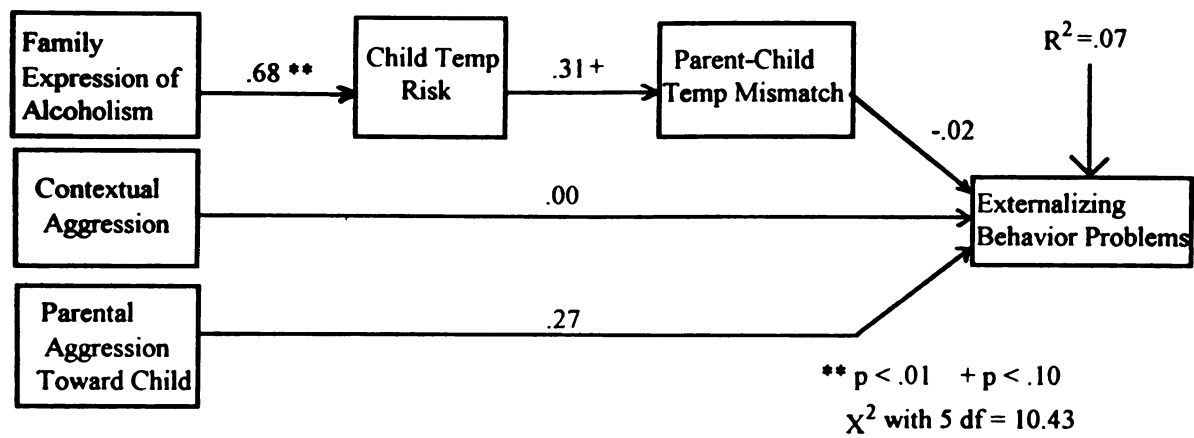 Family
Expression of
Alcoholism
.68 **
Child Temp
Risk
.31 +
Parent-Child
Temp Mismatch
R² =.07
-.02
Contextual
Aggression
.00
Externalizing
Behavior Problems
Parental
Aggression
Toward Child
.27
** p < .01 + p < .10
X² with 5 df = 10.43